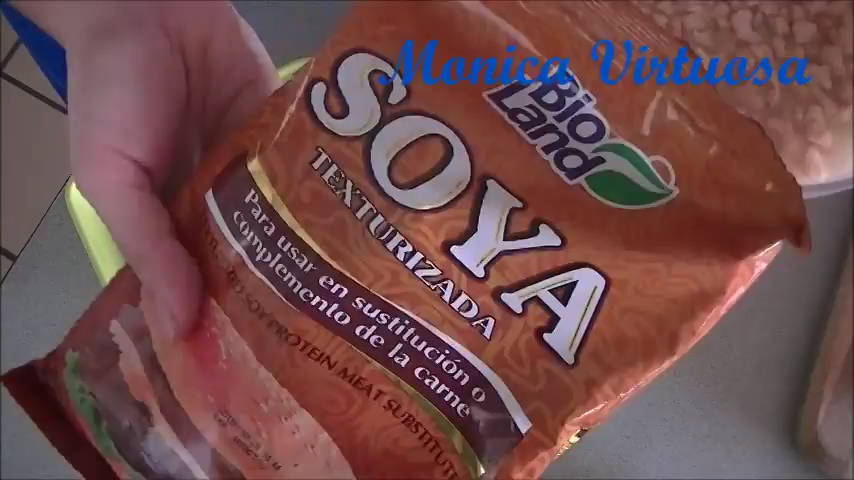 Monica Virtuosa
Bio
Land
SOYA
TEXTURIZADA
Para usar en sustitución o
complemento de la carne
SOY PROTEIN MEAT SUBSTITUTE